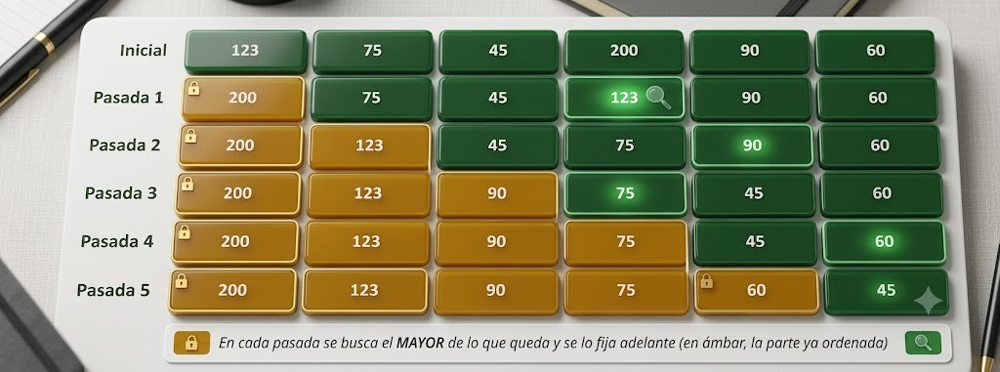 Inicial 123 75 45 200 90 60
Pasada 1 200 75 45 123 90 60
Pasada 2 200 123 45 75 90 60
Pasada 3 200 123 90 75 45 60
Pasada 4 200 123 90 75 45 60
Pasada 5 200 123 90 75 60 45
En cada pasada se busca el MAYOR de lo que queda y se lo fija adelante (en ámbar, la parte ya ordenada)